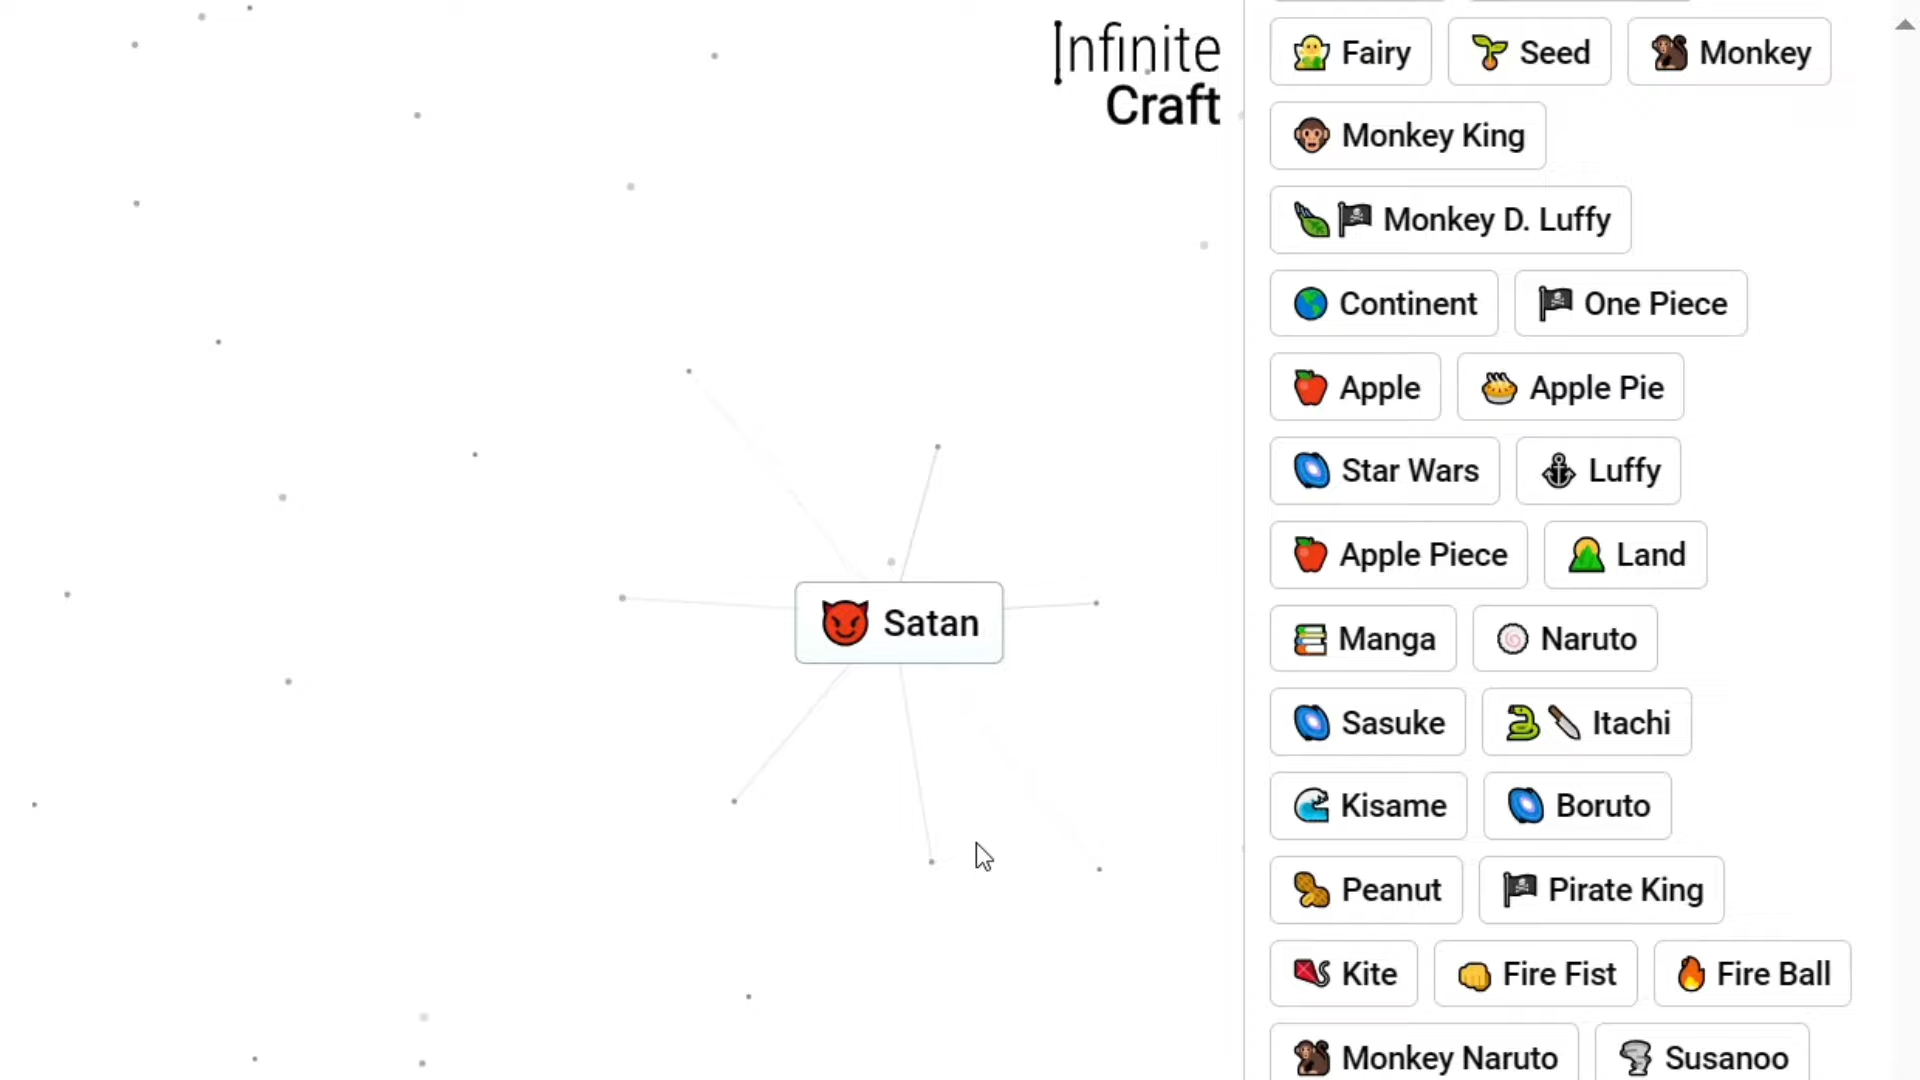 Infinite
Craft
Satan
Fairy Seed Monkey
Monkey King
Monkey D. Luffy
Continent One Piece
Apple Apple Pie
Star Wars Luffy
Apple Piece Land
Manga Naruto
Sasuke Itachi
Kisame Boruto
Peanut Pirate King
Kite Fire Fist Fire Ball
Monkey Naruto Susanoo